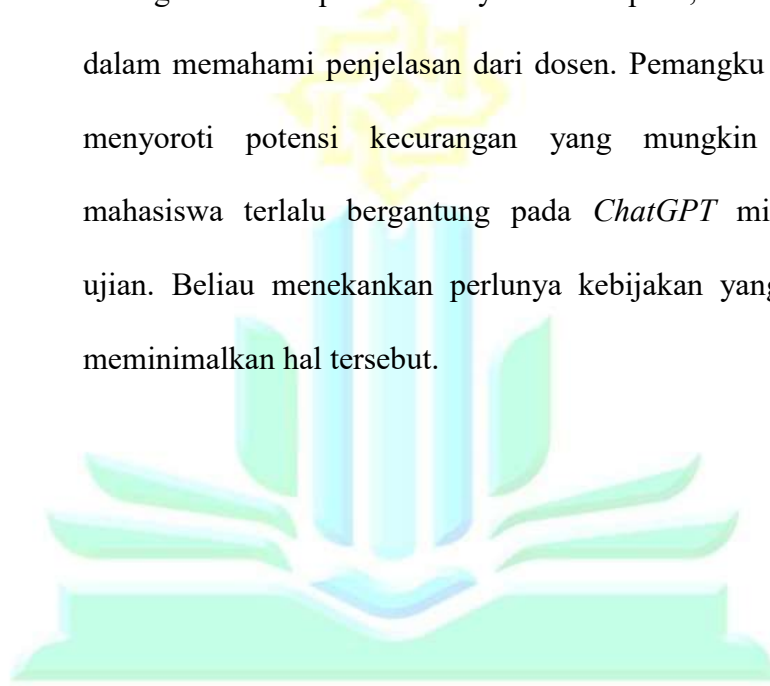 dalam memahami penjelasan dari dosen. Pemangku
menyoroti potensi kecurangan yang mungkin
mahasiswa terlalu bergantung pada ChatGPT mi
ujian. Beliau menekankan perlunya kebijakan yang
meminimalkan hal tersebut.